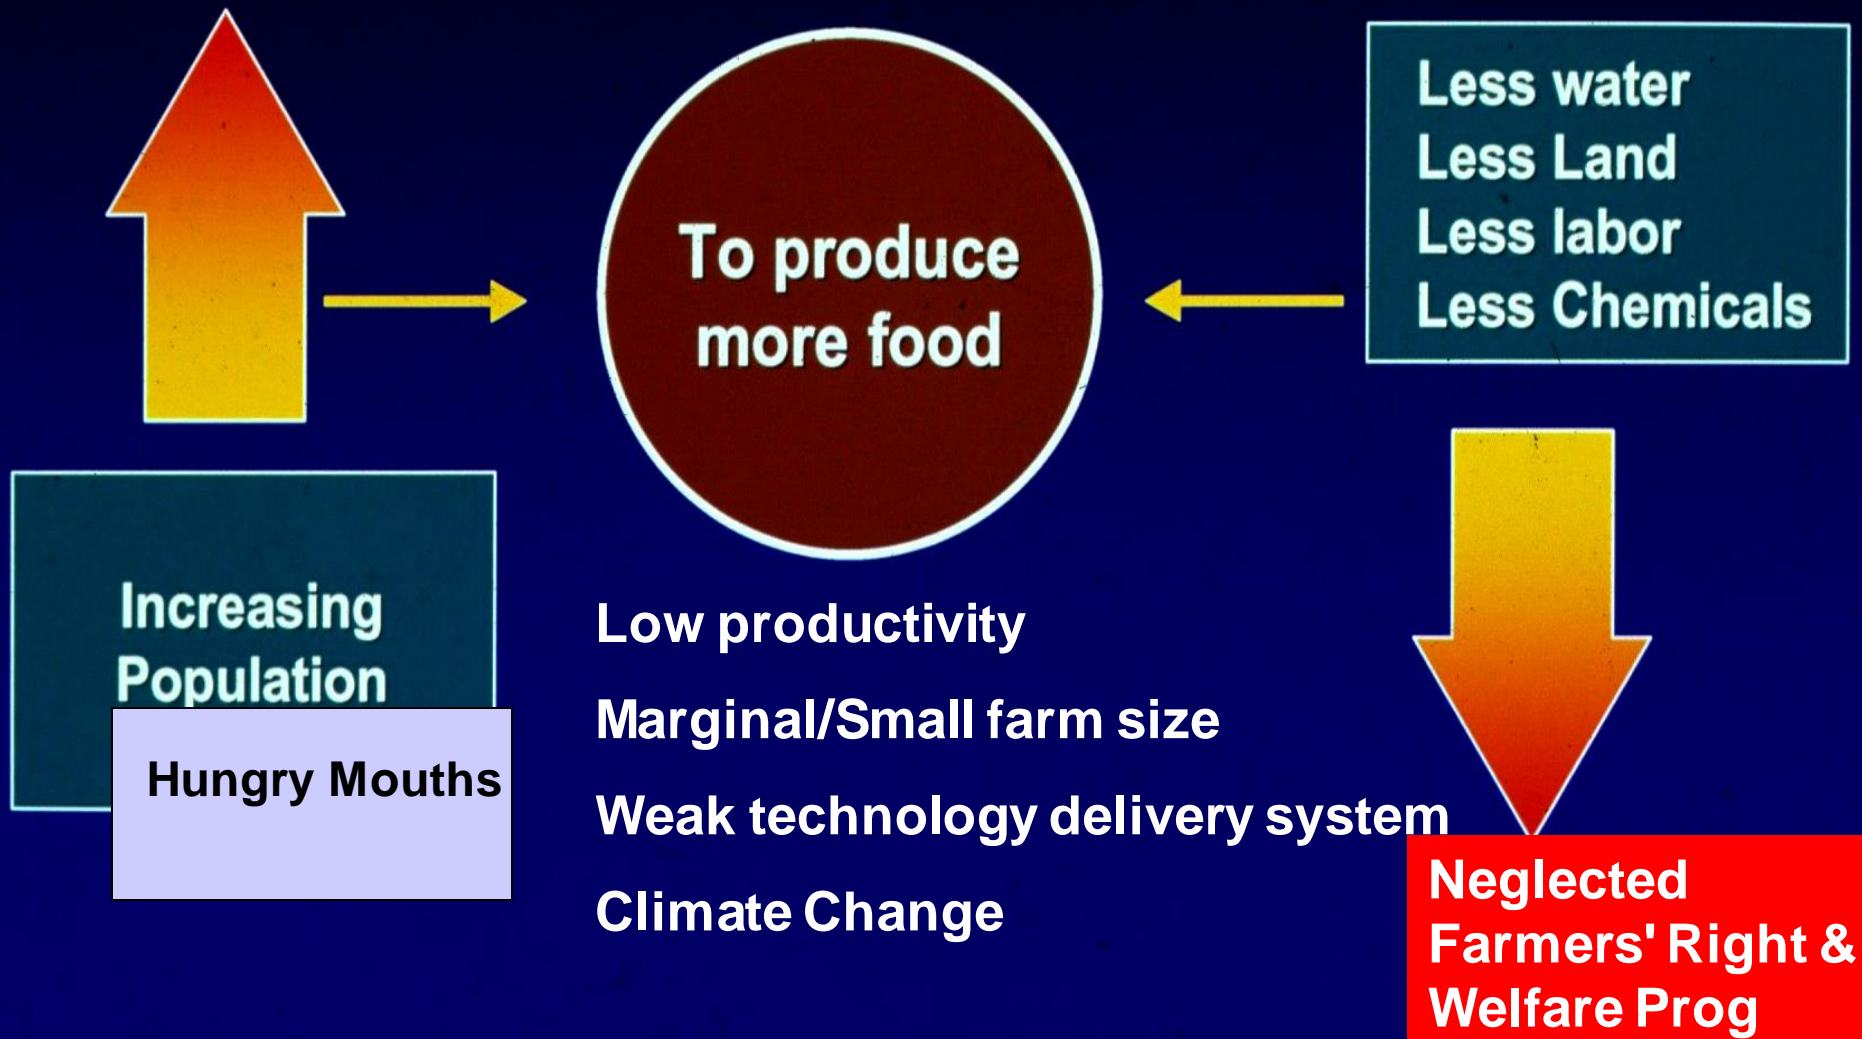 To produce
more food
Less water
Less Land
Less labor
Less Chemicals
Increasing
Population
Hungry Mouths
Low productivity
Marginal/Small farm size
Weak technology delivery system
Climate Change
Neglected
Farmers' Right &
Welfare Prog